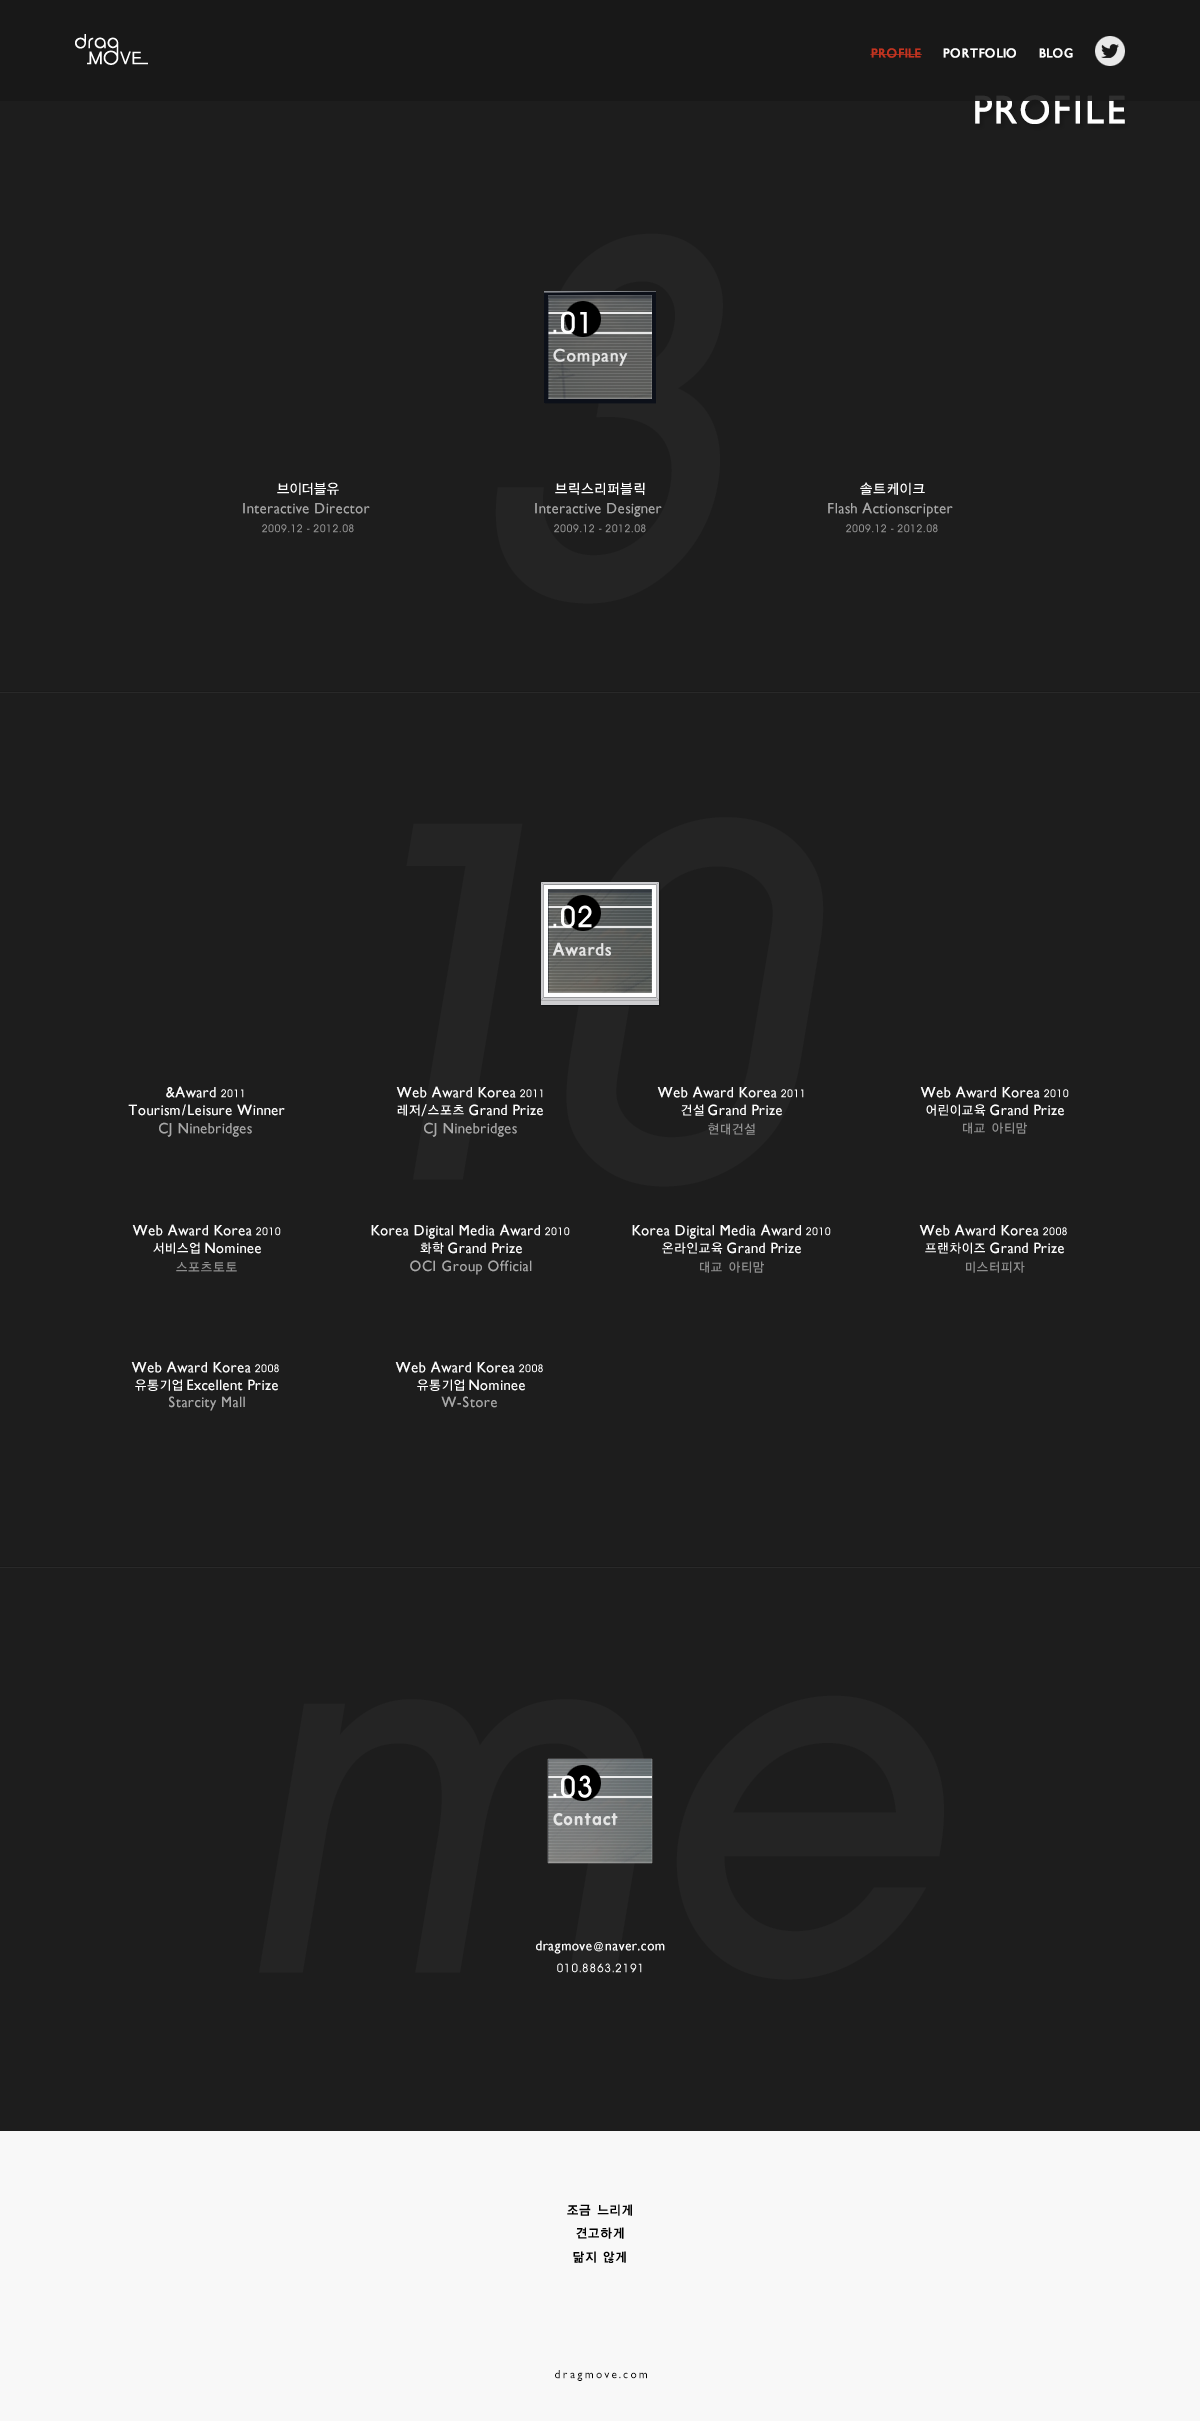 drag
MOVE
PROFILE
PORTFOLIO
BLOG
PROFILE
3
.01
Company
브이더블유
Interactive Director
2009.12 - 2012.08
브릭스리퍼블릭
Interactive Designer
2009.12 - 2012.08
솔트케이크
Flash Actionscripter
2009.12 - 2012.08
10
.02
Awards
&Award 2011
Tourism/Leisure Winner
CJ Ninebridges
Web Award Korea 2011
레저/스포츠 Grand Prize
CJ Ninebridges
Web Award Korea 2011
건설 Grand Prize
현대건설
Web Award Korea 2010
어린이교육 Grand Prize
대교 아티맘
Web Award Korea 2010
서비스업 Nominee
스포츠토토
Korea Digital Media Award 2010
화학 Grand Prize
OCI Group Official
Korea Digital Media Award 2010
온라인교육 Grand Prize
대교 아티맘
Web Award Korea 2008
프랜차이즈 Grand Prize
미스터피자
Web Award Korea 2008
유통기업 Excellent Prize
Starcity Mall
Web Award Korea 2008
유통기업 Nominee
W-Store
me
.03
Contact
dragmove@naver.com
010.8863.2191
조금 느리게
견고하게
닮지 않게
dragmove.com